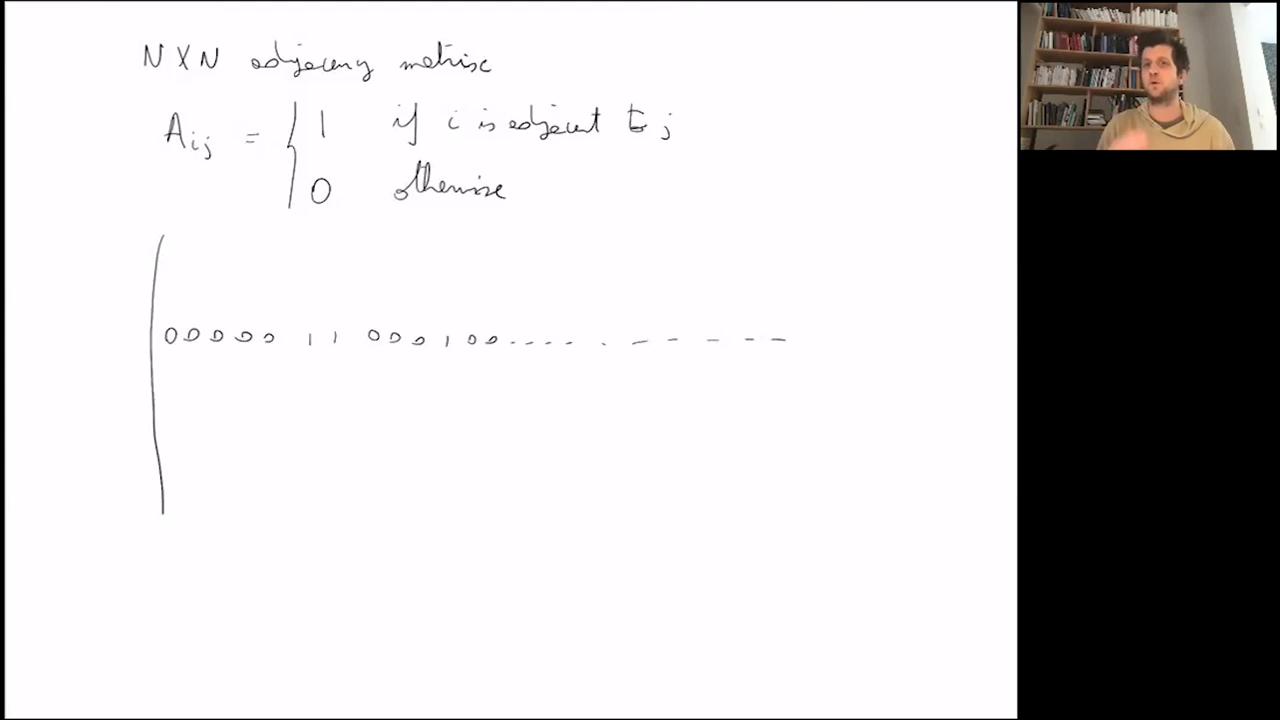 N X N adjacency matrix
A_ij = { 1 if i is adjacent to j
0 otherwise
0 0 0 0 0 1 1 0 0 0 1 0 0 . . . . . - - - - -